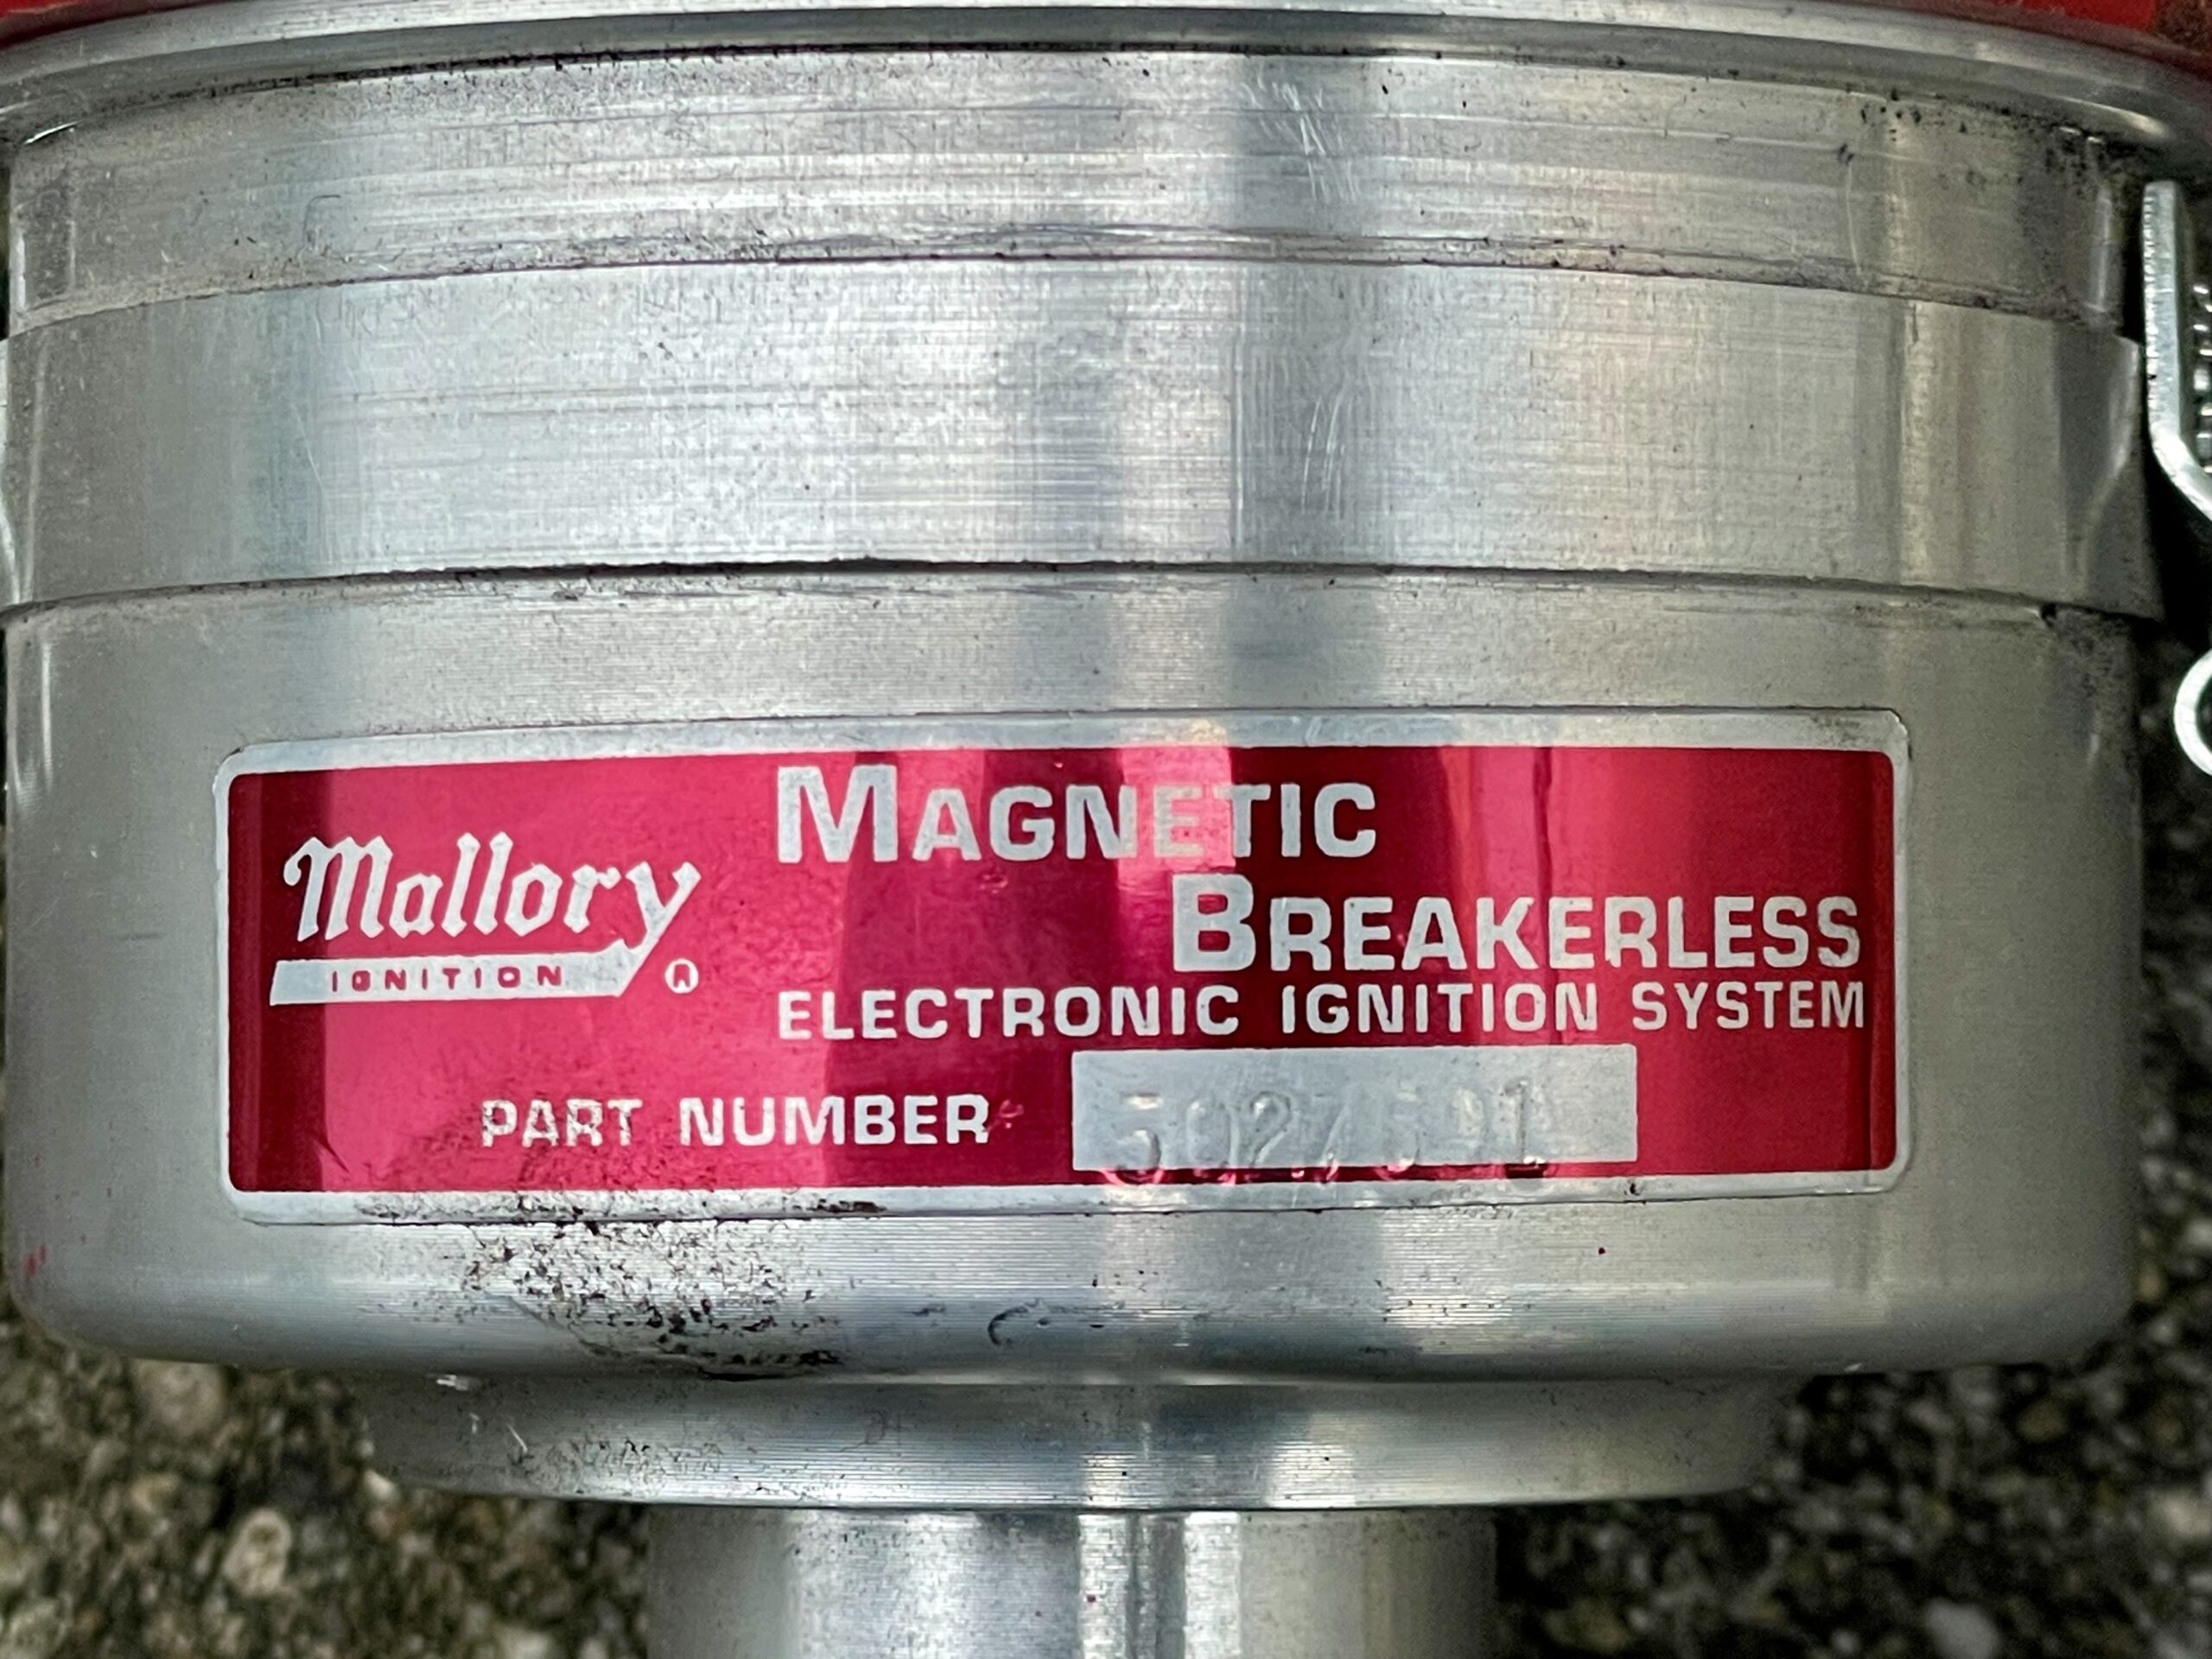 Mallory
IGNITION ®
MAGNETIC
BREAKERLESS
ELECTRONIC IGNITION SYSTEM
PART NUMBER